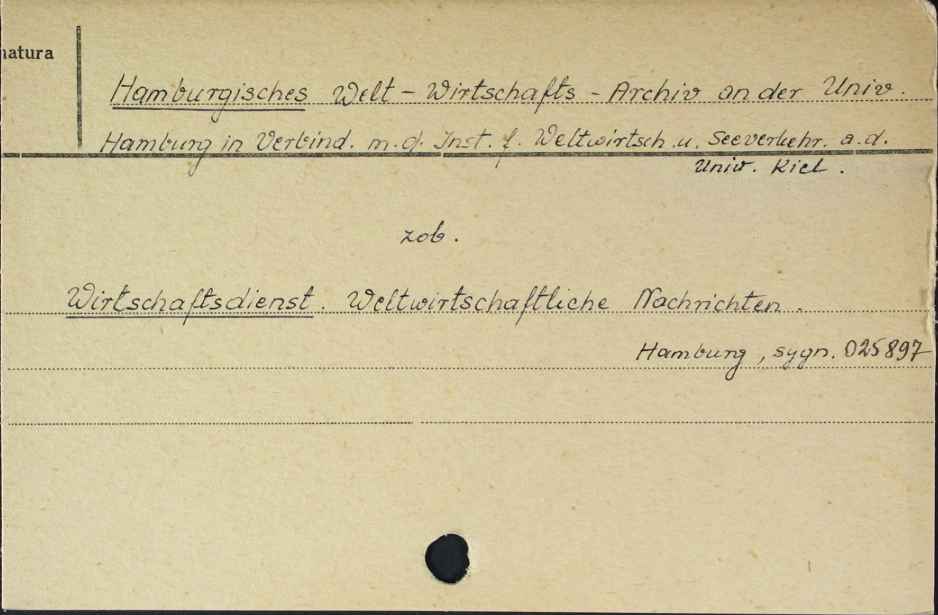 natura
Hamburgisches Welt - Wirtschafts - Archiv an der Univ.
Hamburg in Verbind. m. d. Inst. f. Weltwirtsch. u. Seeverkehr. a. d.
Univ. Kiel.
zob.
Wirtschaftsdienst. Weltwirtschaftliche Nachrichten.
Hamburg, sygn. 025897